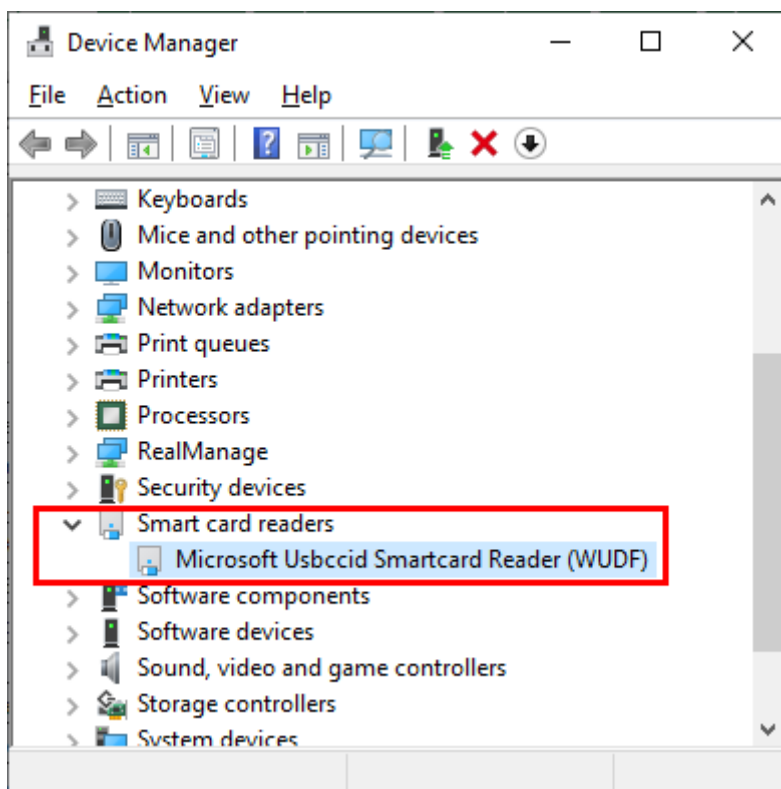 Device Manager
File Action View Help
Keyboards
Mice and other pointing devices
Monitors
Network adapters
Print queues
Printers
Processors
RealManage
Security devices
Smart card readers
Microsoft Usbccid Smartcard Reader (WUDF)
Software components
Software devices
Sound, video and game controllers
Storage controllers
System devices